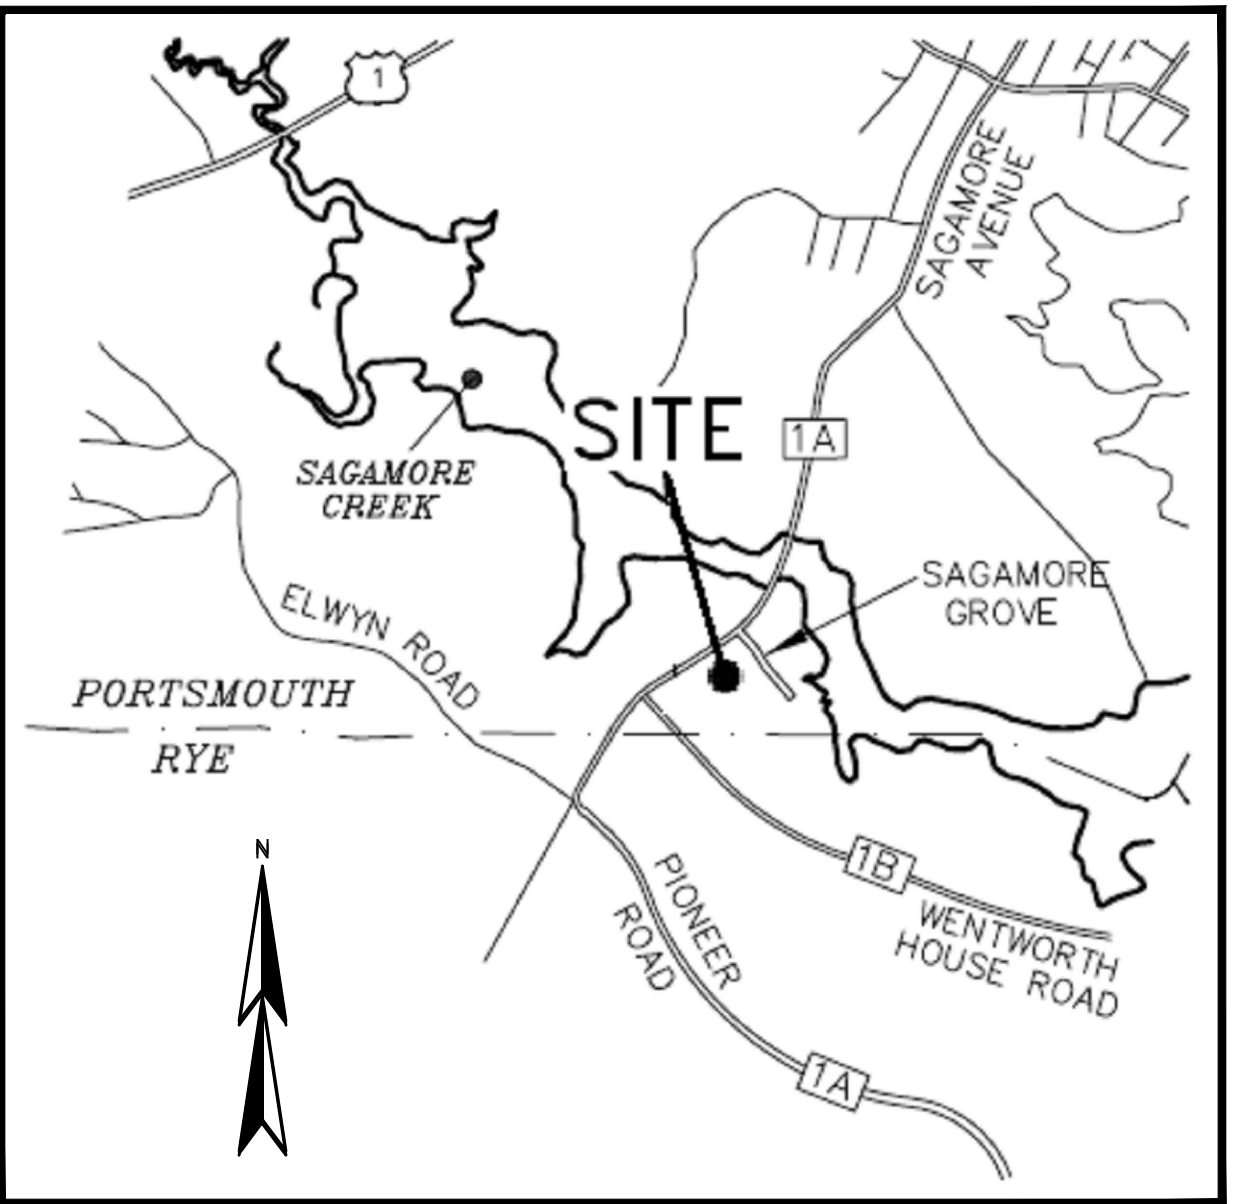 1
SAGAMORE
AVENUE
SITE
1A
SAGAMORE
CREEK
SAGAMORE
GROVE
ELWYN ROAD
PORTSMOUTH
RYE
N
1B
PIONEER
ROAD
WENTWORTH
HOUSE ROAD
1A